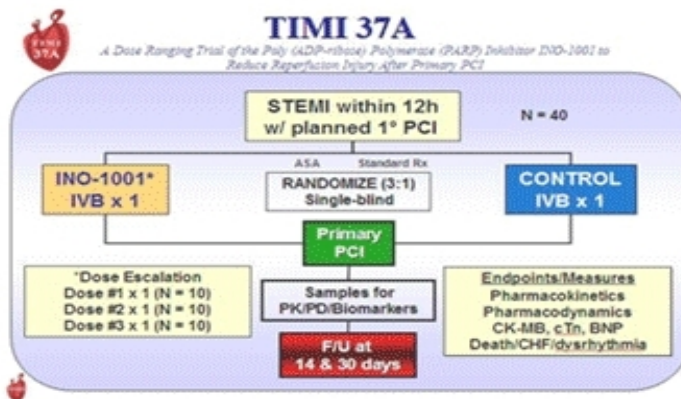 TIMI 37A
TIMI
37A
A Dose Ranging Trial of the Poly (ADP-ribose) Polymerase (PARP) Inhibitor INO-1001 to
Reduce Reperfusion Injury After Primary PCI
STEMI within 12h
w/ planned 1° PCI
N = 40
ASA Standard Rx
INO-1001*
IVB x 1
RANDOMIZE (3:1)
Single-blind
CONTROL
IVB x 1
Primary
PCI
*Dose Escalation
Dose #1 x 1 (N = 10)
Dose #2 x 1 (N = 10)
Dose #3 x 1 (N = 10)
Samples for
PK/PD/Biomarkers
Endpoints/Measures
Pharmacokinetics
Pharmacodynamics
CK-MB, cTn, BNP
Death/CHF/dysrhythmia
F/U at
14 & 30 days